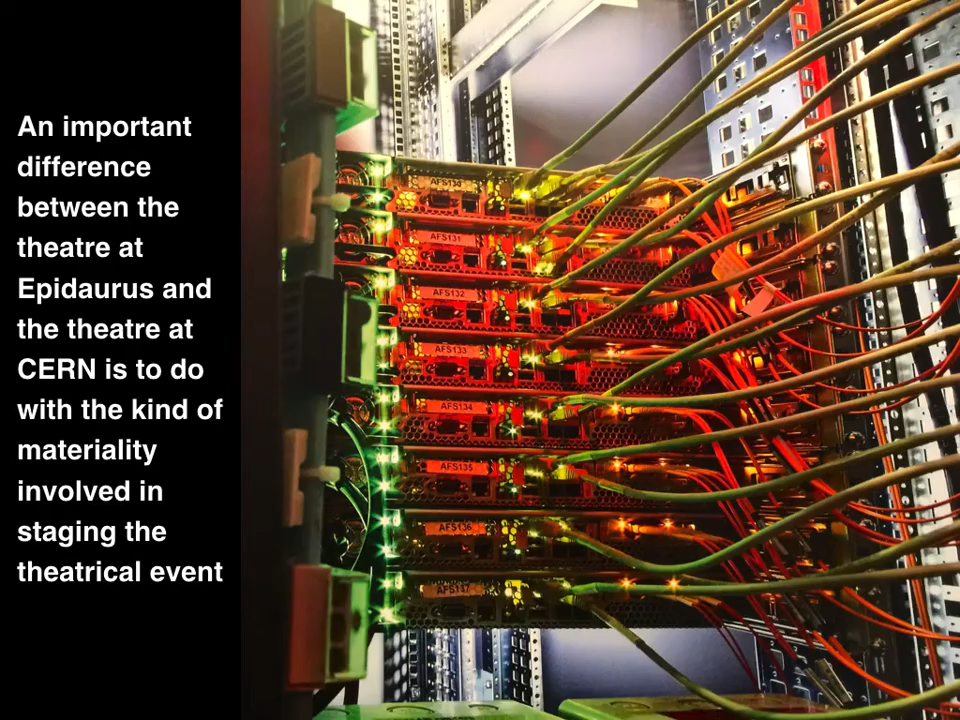 An important
difference
between the
theatre at
Epidaurus and
the theatre at
CERN is to do
with the kind of
materiality
involved in
staging the
theatrical event
AFS130
AFS131
AFS132
AFS133
AFS134
AFS135
AFS136
AFS137